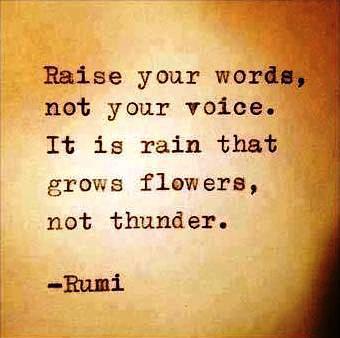 Raise your words,
not your voice.
It is rain that
grows flowers,
not thunder.
-Rumi